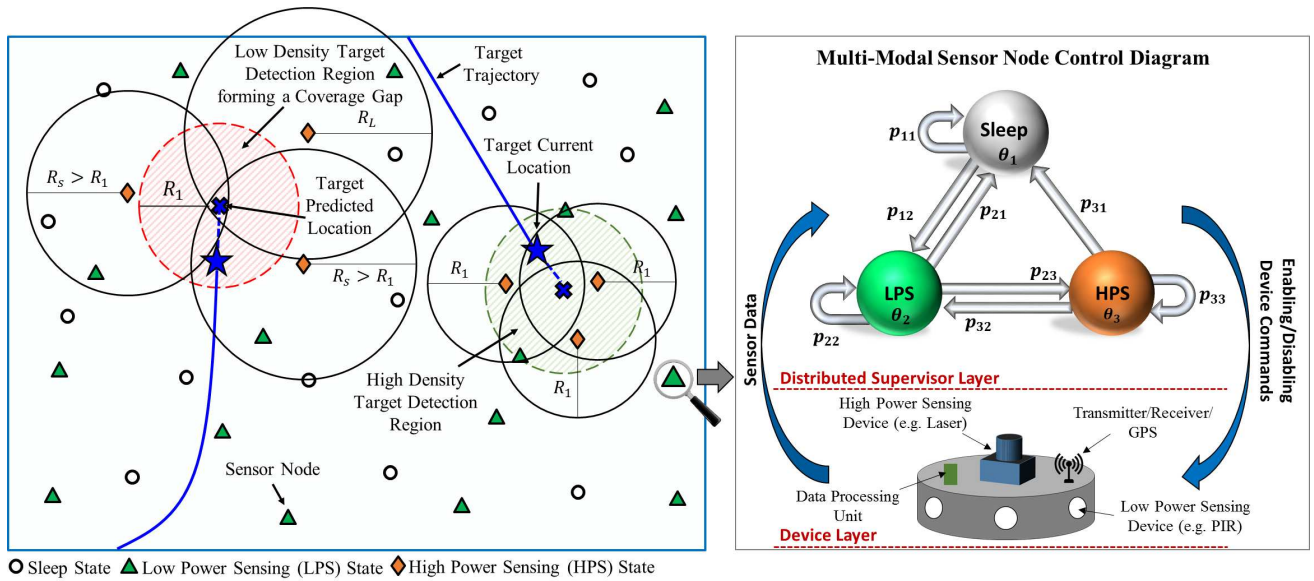 Low Density Target
Detection Region
forming a Coverage Gap
Target
Trajectory
R_L
R_s > R_1
R_1
Target
Predicted
Location
Target Current
Location
R_s > R_1
R_1
R_1
R_1
High Density
Target Detection
Region
Sensor Node
Sleep State
Low Power Sensing (LPS) State
High Power Sensing (HPS) State
Multi-Modal Sensor Node Control Diagram
Sleep
θ_1
p_11
p_12
p_21
p_31
LPS
θ_2
p_23
p_32
HPS
θ_3
p_33
p_22
Sensor Data
Enabling/Disabling
Device Commands
Distributed Supervisor Layer
High Power Sensing
Device (e.g. Laser)
Transmitter/Receiver/
GPS
Data Processing
Unit
Low Power Sensing
Device (e.g. PIR)
Device Layer